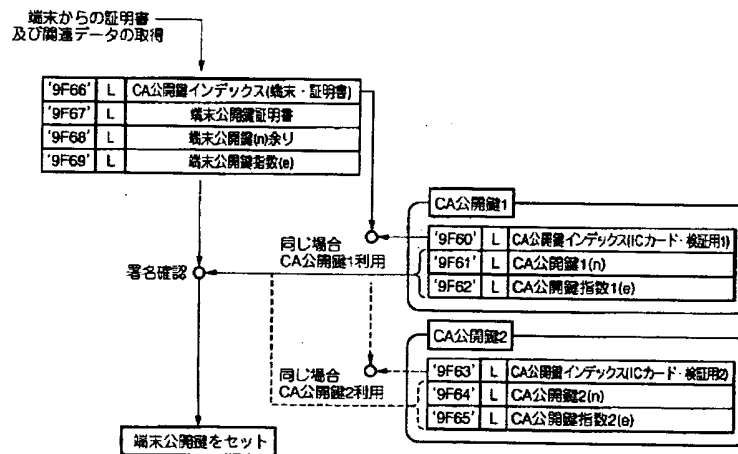 端末からの証明書
及び関連データの取得
'9F66' L CA公開鍵インデックス(端末・証明書)
'9F67' L 端末公開鍵証明書
'9F68' L 端末公開鍵(n)余り
'9F69' L 端末公開鍵指数(e)
CA公開鍵1
'9F60' L CA公開鍵インデックス(ICカード・検証用1)
'9F61' L CA公開鍵1(n)
'9F62' L CA公開鍵指数1(e)
同じ場合
CA公開鍵1利用
署名確認
CA公開鍵2
'9F63' L CA公開鍵インデックス(ICカード・検証用2)
'9F64' L CA公開鍵2(n)
'9F65' L CA公開鍵指数2(e)
同じ場合
CA公開鍵2利用
端末公開鍵をセット